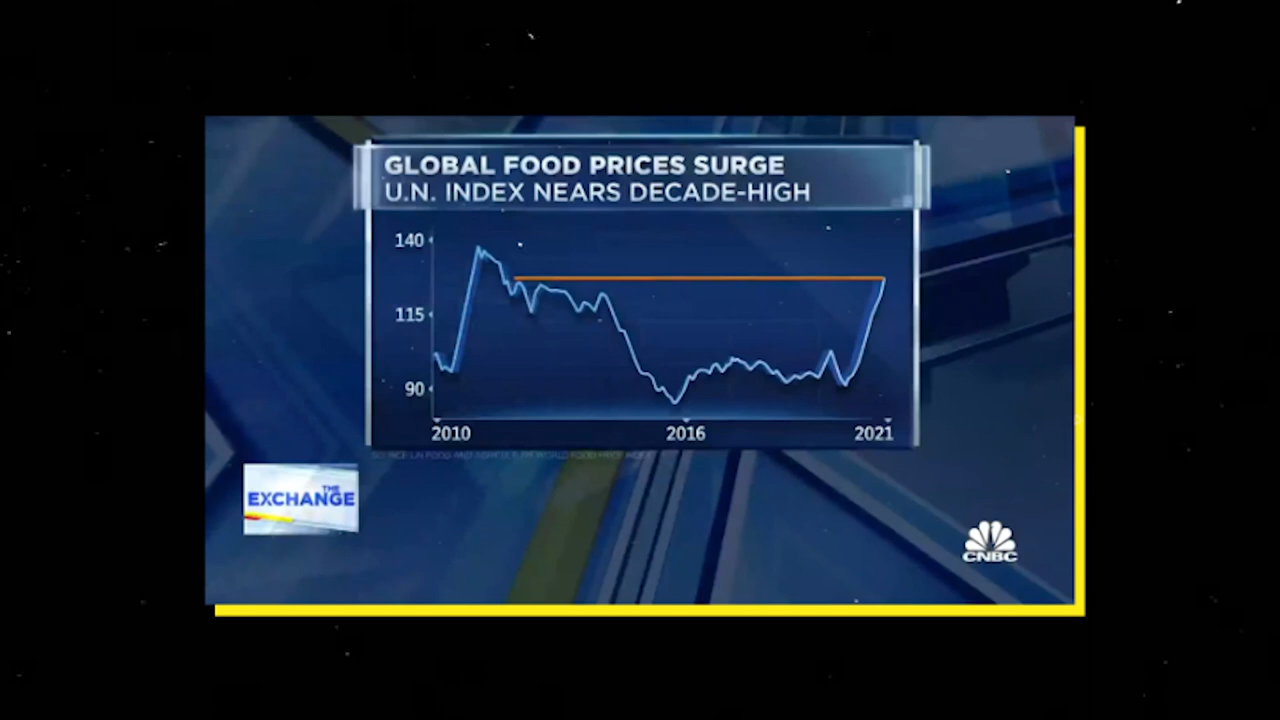 GLOBAL FOOD PRICES SURGE
U.N. INDEX NEARS DECADE-HIGH
140
115
90
2010 2016 2021
THE
EXCHANGE
CNBC